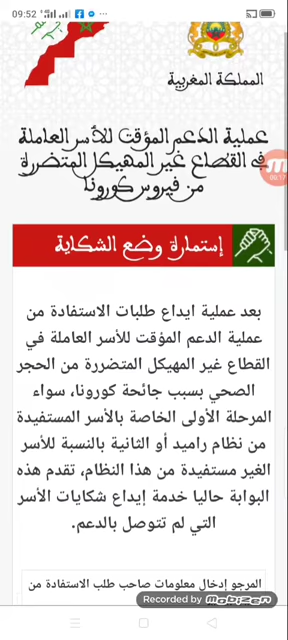 09:52
المملكة المغربية
عملية الدعم المؤقت للأسر العاملة
في القطاع غير المهيكل المتضررة
من فيروس كورونا
08:17
إستمارة وضع الشكاية
بعد عملية ايداع طلبات الاستفادة من
عملية الدعم المؤقت للأسر العاملة في
القطاع غير المهيكل المتضررة من الحجر
الصحي بسبب جائحة كورونا، سواء
المرحلة الأولى الخاصة بالأسر المستفيدة
من نظام راميد أو الثانية بالنسبة للأسر
الغير مستفيدة من هذا النظام، تقدم هذه
البوابة حاليا خدمة إيداع شكايات الأسر
التي لم تتوصل بالدعم.
المرجو إدخال معلومات صاحب طلب الاستفادة من
Recorded by
MOBIZEN